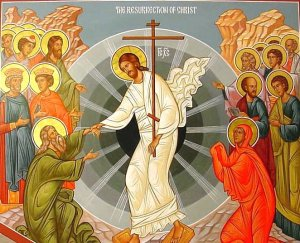 THE RESURRECTION OF CHRIST